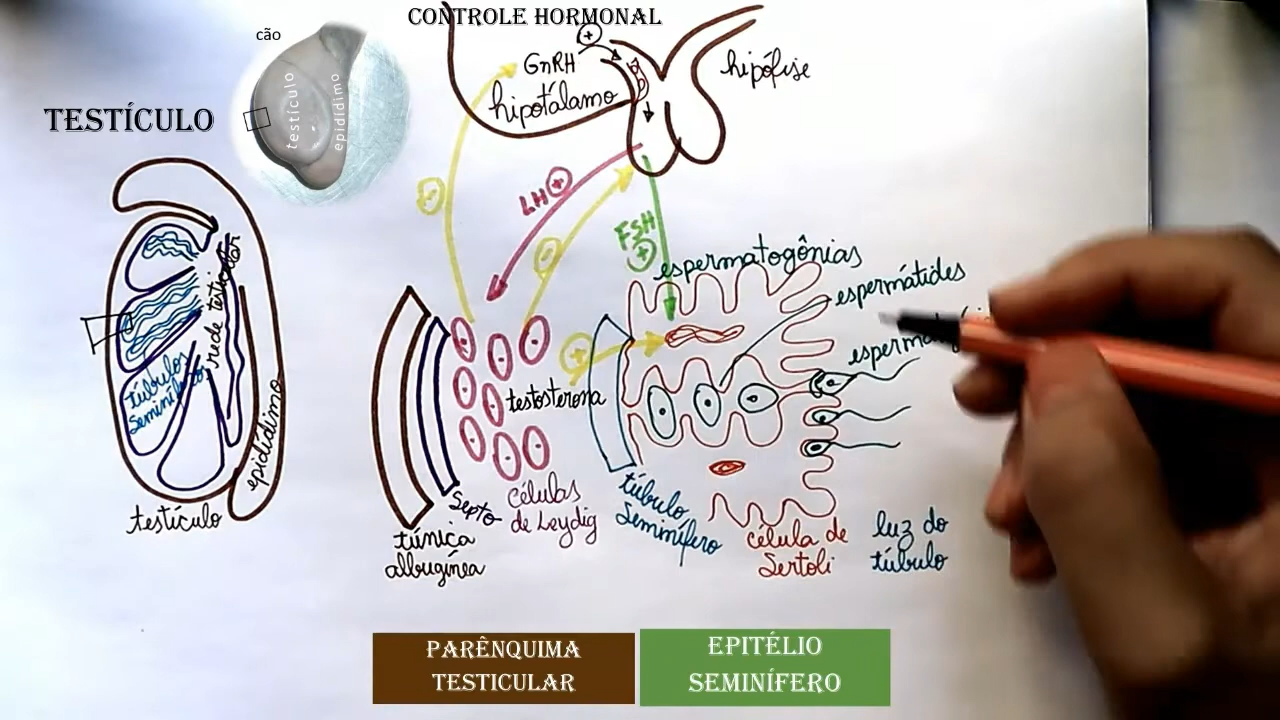 CONTROLE HORMONAL
cão
TESTÍCULO
testículo
epidídimo
GnRH
+
hipotálamo
hipófise
-
LH +
-
FSH
+
espermatogônias
espermátides
+
testosterona
rede testicular
túbulos
Seminíferos
epidídimo
testículo
Septo
células
de Leydig
túnica
albugínea
túbulo
Seminífero
célula de
Sertoli
luz do
túbulo
PARÊNQUIMA
TESTICULAR
EPITÉLIO
SEMINÍFERO